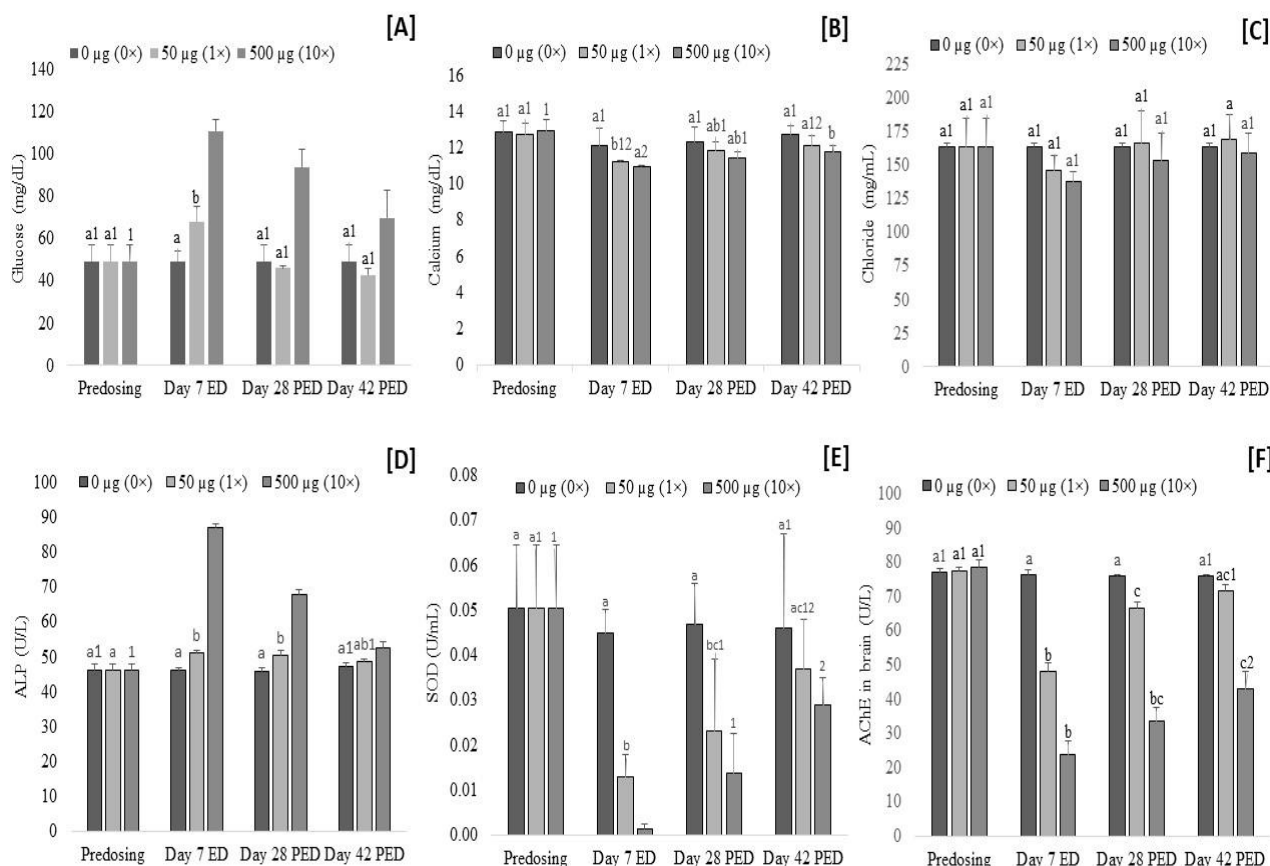 [A]
0 µg (0×) 50 µg (1×) 500 µg (10×)
Glucose (mg/dL)
140
120
100
80
60
40
20
0
a1 a1 1 a b a1 a1 a1 a1
Predosing Day 7 ED Day 28 PED Day 42 PED
[B]
0 µg (0×) 50 µg (1×) 500 µg (10×)
Calcium (mg/dL)
16
14
12
10
8
6
4
2
0
a1 a1 1 a1 b12 a2 a1 ab1 ab1 a1 a12 b
Predosing Day 7 ED Day 28 PED Day 42 PED
[C]
0 µg (0×) 50 µg (1×) 500 µg (10×)
Chloride (mg/mL)
225
200
175
150
125
100
75
50
25
0
a1 a1 a1 a1 a1 a1 a1 a1 a1 a1 a a1
Predosing Day 7 ED Day 28 PED Day 42 PED
[D]
0 µg (0×) 50 µg (1×) 500 µg (10×)
ALP (U/L)
100
90
80
70
60
50
40
30
20
10
0
a1 a 1 a b a b a1 ab1
Predosing Day 7 ED Day 28 PED Day 42 PED
[E]
0 µg (0×) 50 µg (1×) 500 µg (10×)
SOD (U/mL)
0.08
0.07
0.06
0.05
0.04
0.03
0.02
0.01
0.00
a a1 1 a b a bc1 1 a1 ac12 2
Predosing Day 7 ED Day 28 PED Day 42 PED
[F]
0 µg (0×) 50 µg (1×) 500 µg (10×)
AChE in brain (U/L)
100
90
80
70
60
50
40
30
20
10
0
a1 a1 a1 a b b a c bc a1 ac1 c2
Predosing Day 7 ED Day 28 PED Day 42 PED